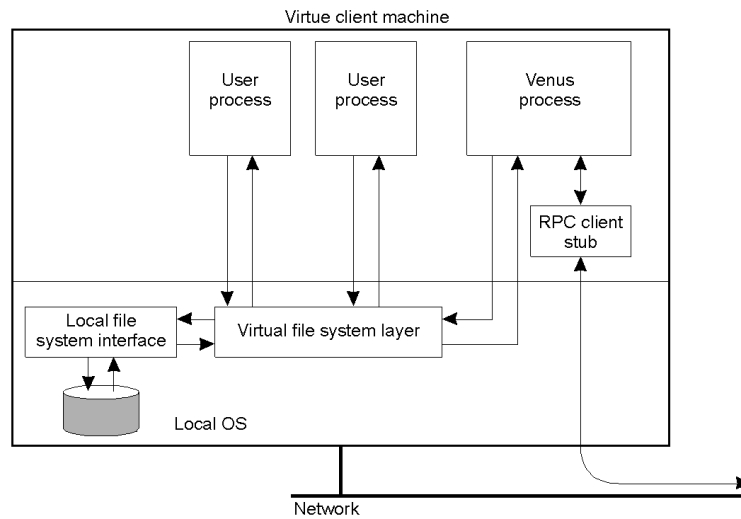 Virtue client machine
User
process
User
process
Venus
process
RPC client
stub
Local file
system interface
Virtual file system layer
Local OS
Network